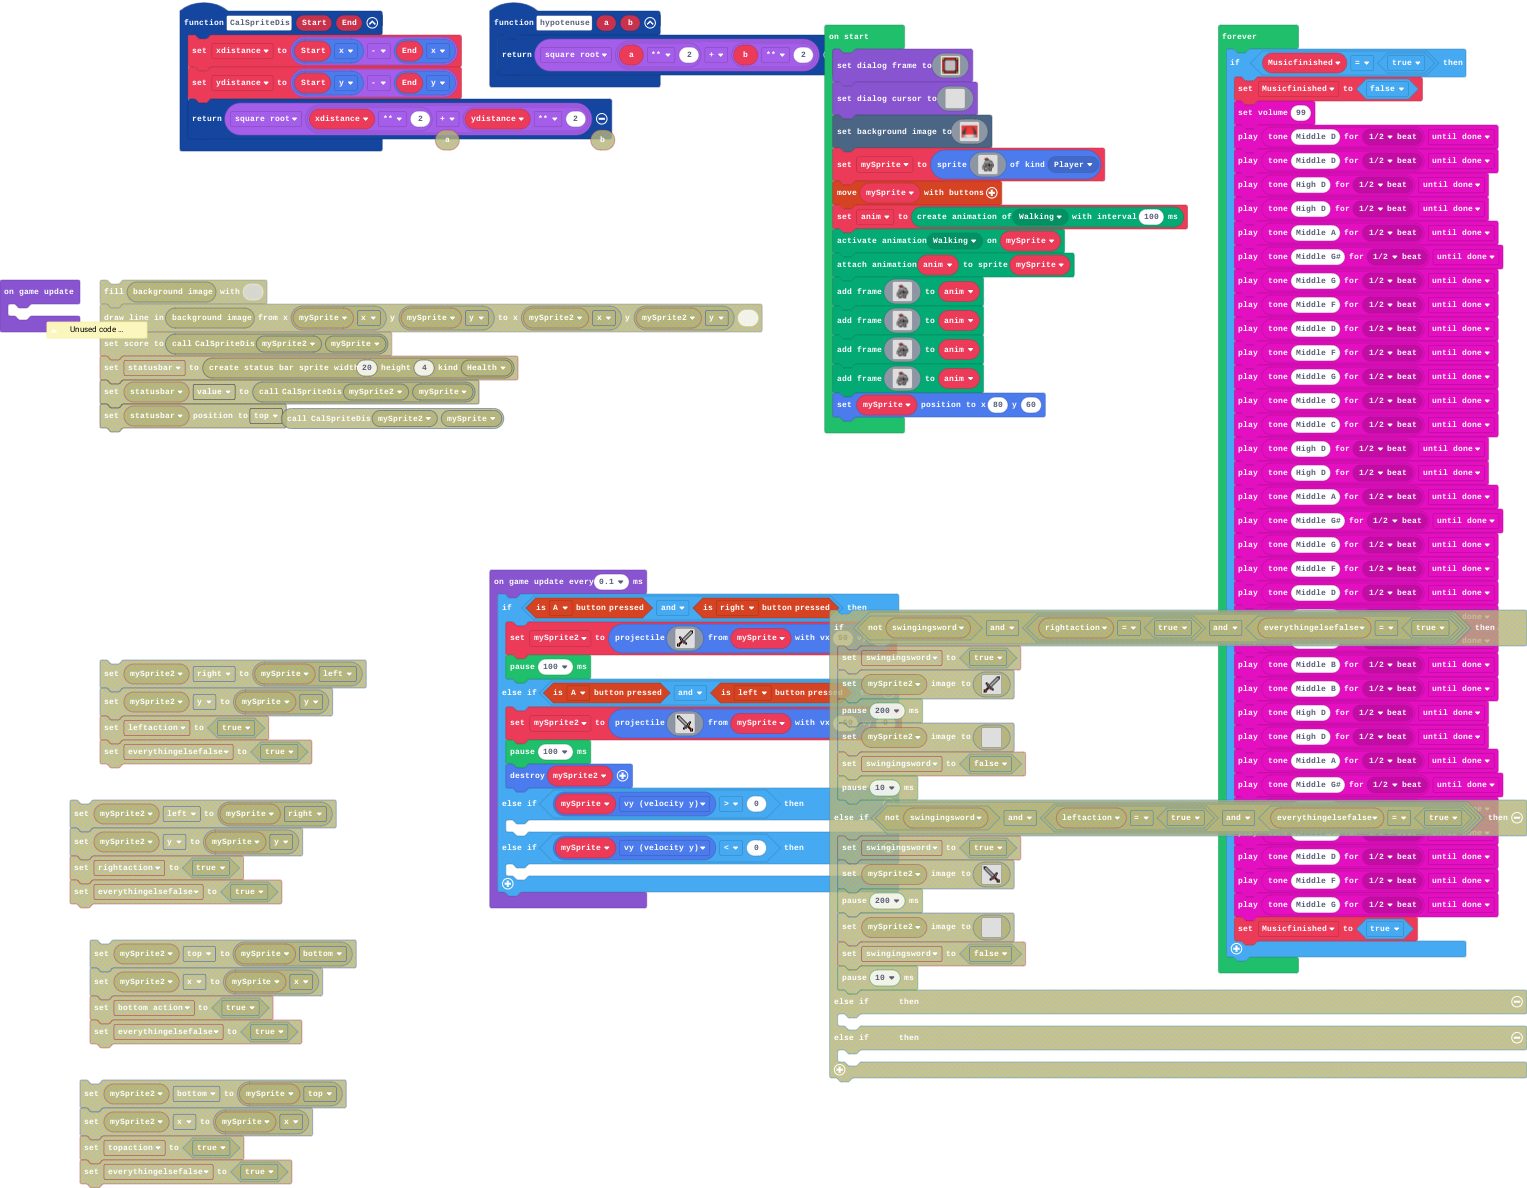 function CalSpriteDis Start End
set xdistance to Start x - End x
set ydistance to Start y - End y
return square root xdistance ** 2 + ydistance ** 2
a
b
function hypotenuse a b
return square root a ** 2 + b ** 2
on start
set dialog frame to
set dialog cursor to
set background image to
set mySprite to sprite of kind Player
move mySprite with buttons
set anim to create animation of Walking with interval 100 ms
activate animation Walking on mySprite
attach animation anim to sprite mySprite
add frame to anim
add frame to anim
add frame to anim
add frame to anim
set mySprite position to x 80 y 60
forever
if Musicfinished = true then
set Musicfinished to false
set volume 99
play tone Middle D for 1/2 beat until done
play tone Middle D for 1/2 beat until done
play tone High D for 1/2 beat until done
play tone High D for 1/2 beat until done
play tone Middle A for 1/2 beat until done
play tone Middle G# for 1/2 beat until done
play tone Middle G for 1/2 beat until done
play tone Middle F for 1/2 beat until done
play tone Middle D for 1/2 beat until done
play tone Middle F for 1/2 beat until done
play tone Middle G for 1/2 beat until done
play tone Middle C for 1/2 beat until done
play tone Middle C for 1/2 beat until done
play tone High D for 1/2 beat until done
play tone High D for 1/2 beat until done
play tone Middle A for 1/2 beat until done
play tone Middle G# for 1/2 beat until done
play tone Middle G for 1/2 beat until done
play tone Middle F for 1/2 beat until done
play tone Middle D for 1/2 beat until done
done
done
play tone Middle B for 1/2 beat until done
play tone Middle B for 1/2 beat until done
play tone High D for 1/2 beat until done
play tone High D for 1/2 beat until done
play tone Middle A for 1/2 beat until done
play tone Middle G# for 1/2 beat until done
play tone Middle D for 1/2 beat until done
play tone Middle F for 1/2 beat until done
play tone Middle G for 1/2 beat until done
set Musicfinished to true
on game update
Unused code ...
fill background image with
draw line in background image from x mySprite x y mySprite y to x mySprite2 x y mySprite2 y
set score to call CalSpriteDis mySprite2 mySprite
set statusbar to create status bar sprite width 20 height 4 kind Health
set statusbar value to call CalSpriteDis mySprite2 mySprite
set statusbar position to top
call CalSpriteDis mySprite2 mySprite
on game update every 0.1 ms
if is A button pressed and is right button pressed then
set mySprite2 to projectile from mySprite with vx
pause 100 ms
else if is A button pressed and is left button pressed
set mySprite2 to projectile from mySprite with vx
pause 100 ms
destroy mySprite2
else if mySprite vy (velocity y) > 0 then
else if mySprite vy (velocity y) < 0 then
if not swingingsword and rightaction = true and everythingelsefalse = true then
set swingingsword to true
set mySprite2 image to
pause 200 ms
set mySprite2 image to
set swingingsword to false
pause 10 ms
else if not swingingsword and leftaction = true and everythingelsefalse = true then
set swingingsword to true
set mySprite2 image to
pause 200 ms
set mySprite2 image to
set swingingsword to false
pause 10 ms
else if then
else if then
set mySprite2 right to mySprite left
set mySprite2 y to mySprite y
set leftaction to true
set everythingelsefalse to true
set mySprite2 left to mySprite right
set mySprite2 y to mySprite y
set rightaction to true
set everythingelsefalse to true
set mySprite2 top to mySprite bottom
set mySprite2 x to mySprite x
set bottom action to true
set everythingelsefalse to true
set mySprite2 bottom to mySprite top
set mySprite2 x to mySprite x
set topaction to true
set everythingelsefalse to true